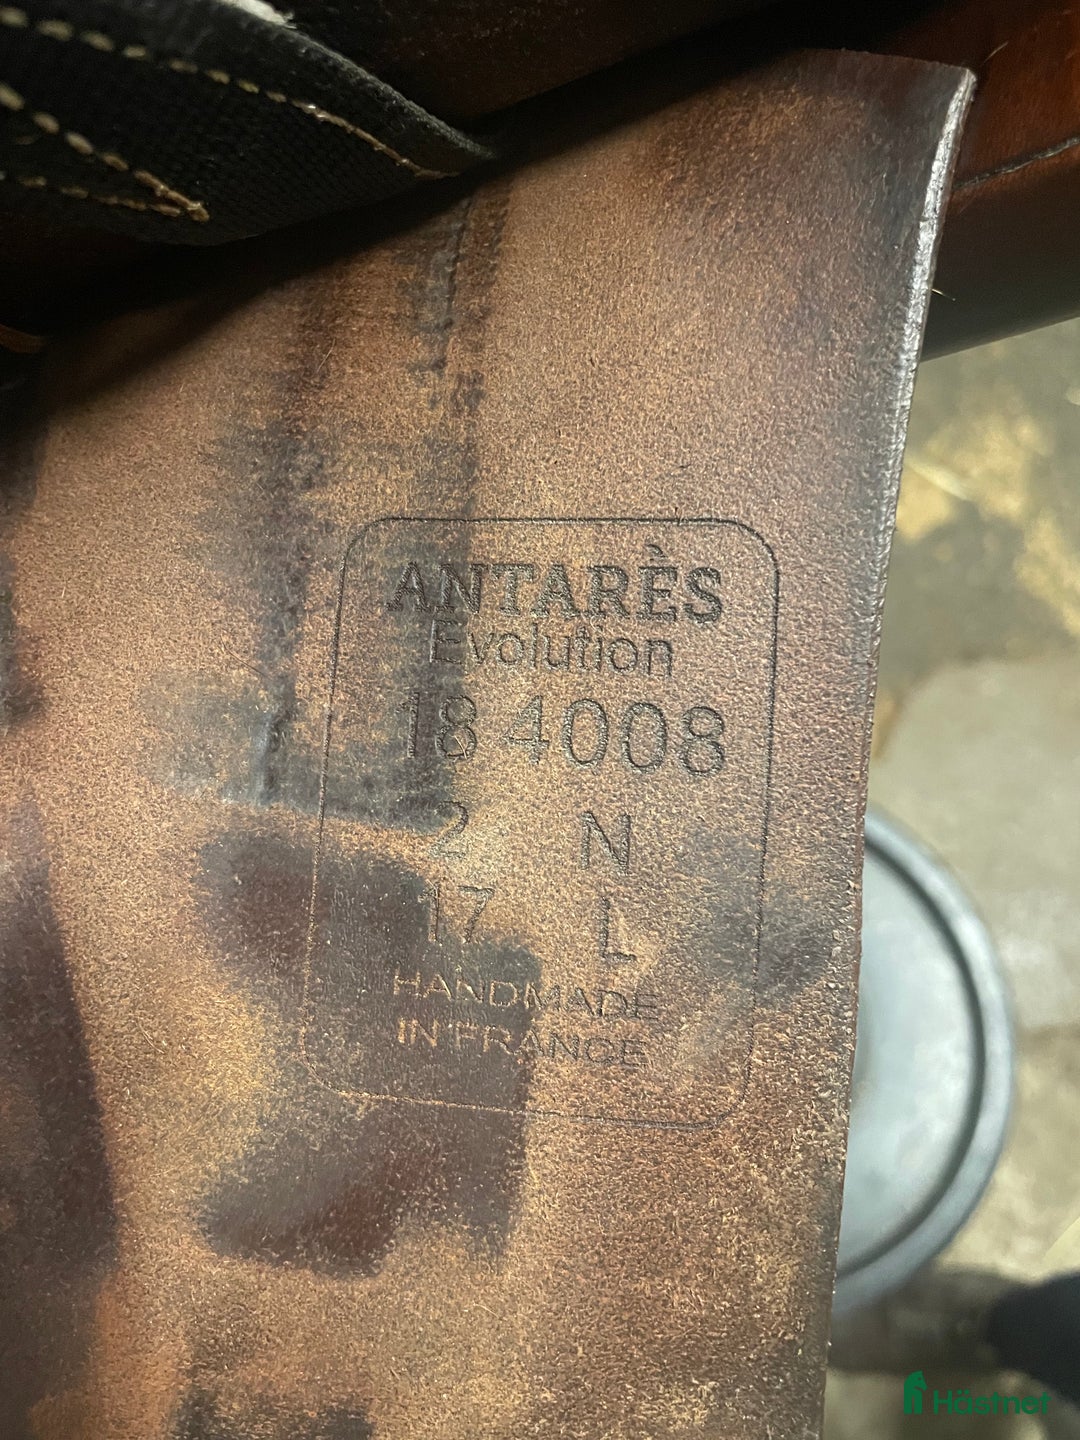 ANTARÈS
Evolution
18 4008
2 N
17 L
HANDMADE
IN FRANCE
Hästnet